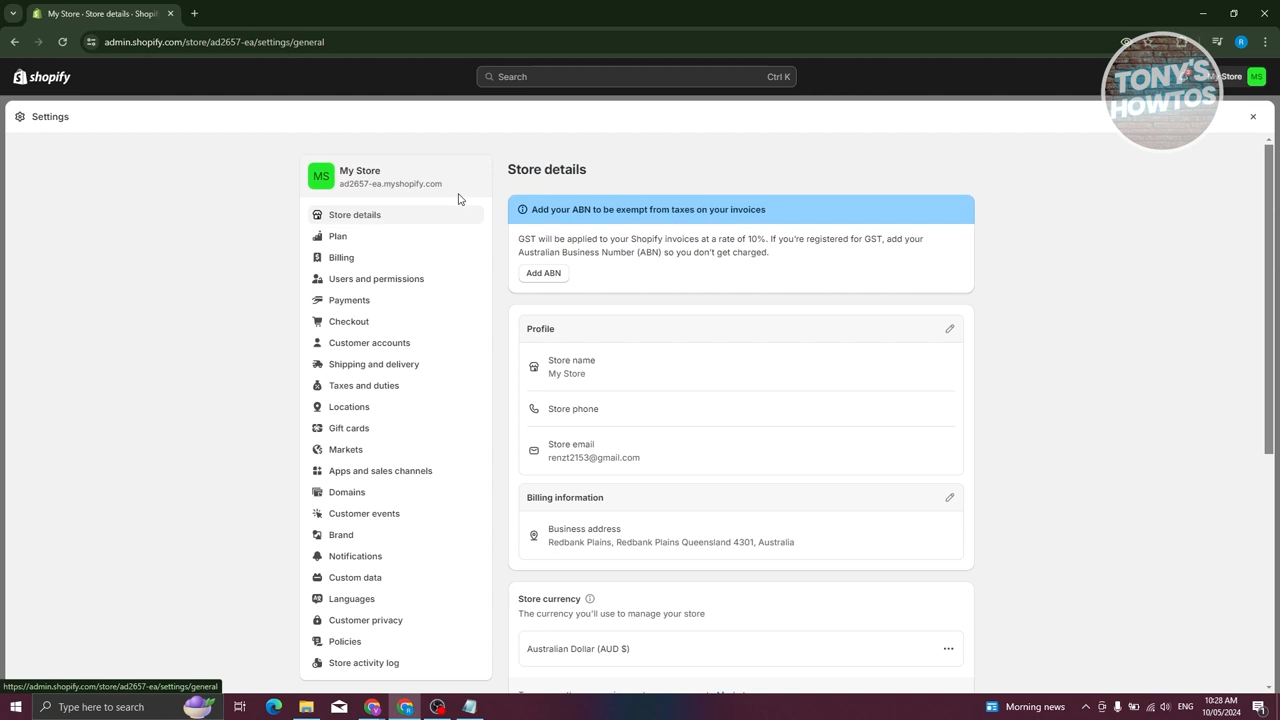 My Store · Store details · Shopify
admin.shopify.com/store/ad2657-ea/settings/general
R
shopify
Search
Ctrl K
My Store
MS
TONY'S
HOWTOS
Settings
MS
My Store
ad2657-ea.myshopify.com
Store details
Plan
Billing
Users and permissions
Payments
Checkout
Customer accounts
Shipping and delivery
Taxes and duties
Locations
Gift cards
Markets
Apps and sales channels
Domains
Customer events
Brand
Notifications
Custom data
Languages
Customer privacy
Policies
Store activity log
Store details
Add your ABN to be exempt from taxes on your invoices
GST will be applied to your Shopify invoices at a rate of 10%. If you're registered for GST, add your
Australian Business Number (ABN) so you don't get charged.
Add ABN
Profile
Store name
My Store
Store phone
Store email
renzt2153@gmail.com
Billing information
Business address
Redbank Plains, Redbank Plains Queensland 4301, Australia
Store currency
The currency you'll use to manage your store
Australian Dollar (AUD $)
https://admin.shopify.com/store/ad2657-ea/settings/general
Type here to search
Morning news
ENG
10:28 AM
10/05/2024